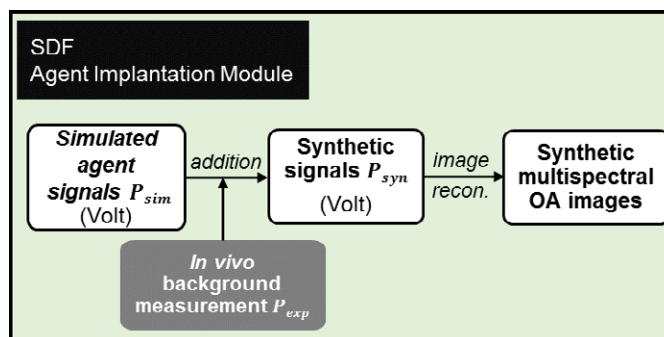 SDF
Agent Implantation Module
Simulated
agent
signals P_sim
(Volt)
addition
Synthetic
signals P_syn
(Volt)
image
recon.
Synthetic
multispectral
OA images
In vivo
background
measurement P_exp